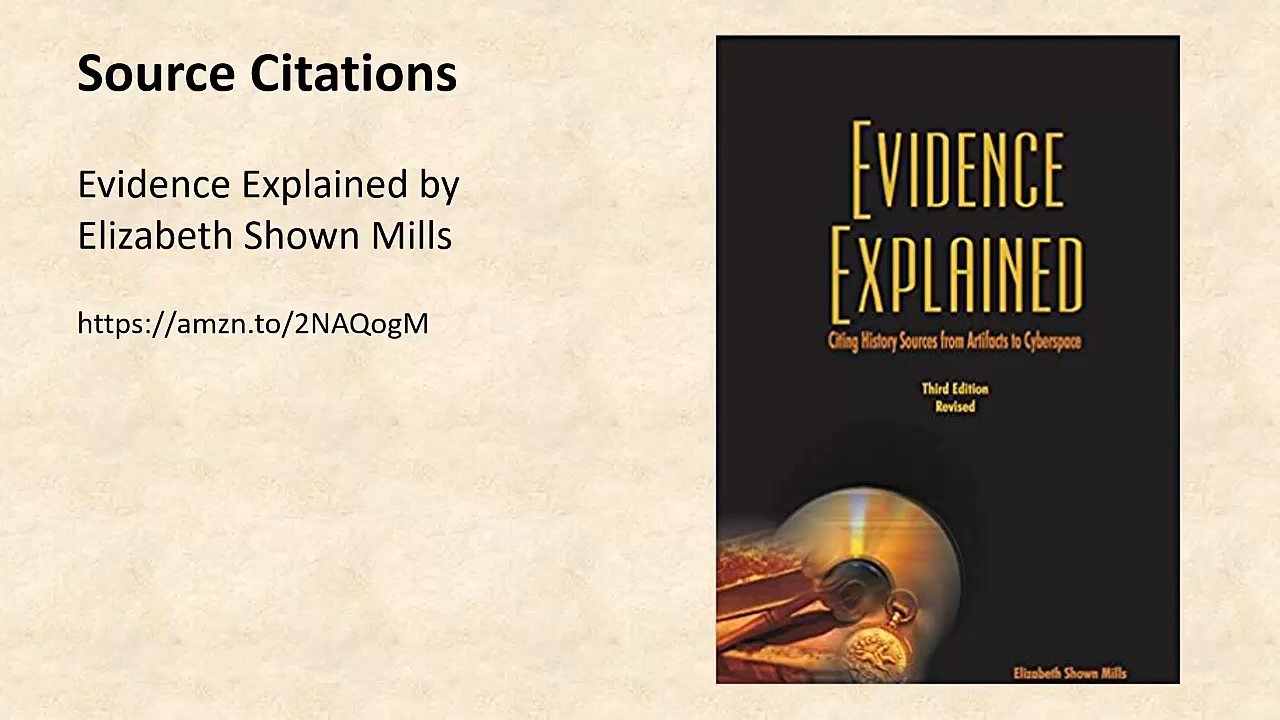 Source Citations
Evidence Explained by
Elizabeth Shown Mills
https://amzn.to/2NAQogM
EVIDENCE
EXPLAINED
Citing History Sources from Artifacts to Cyberspace
Third Edition
Revised
Elizabeth Shown Mills